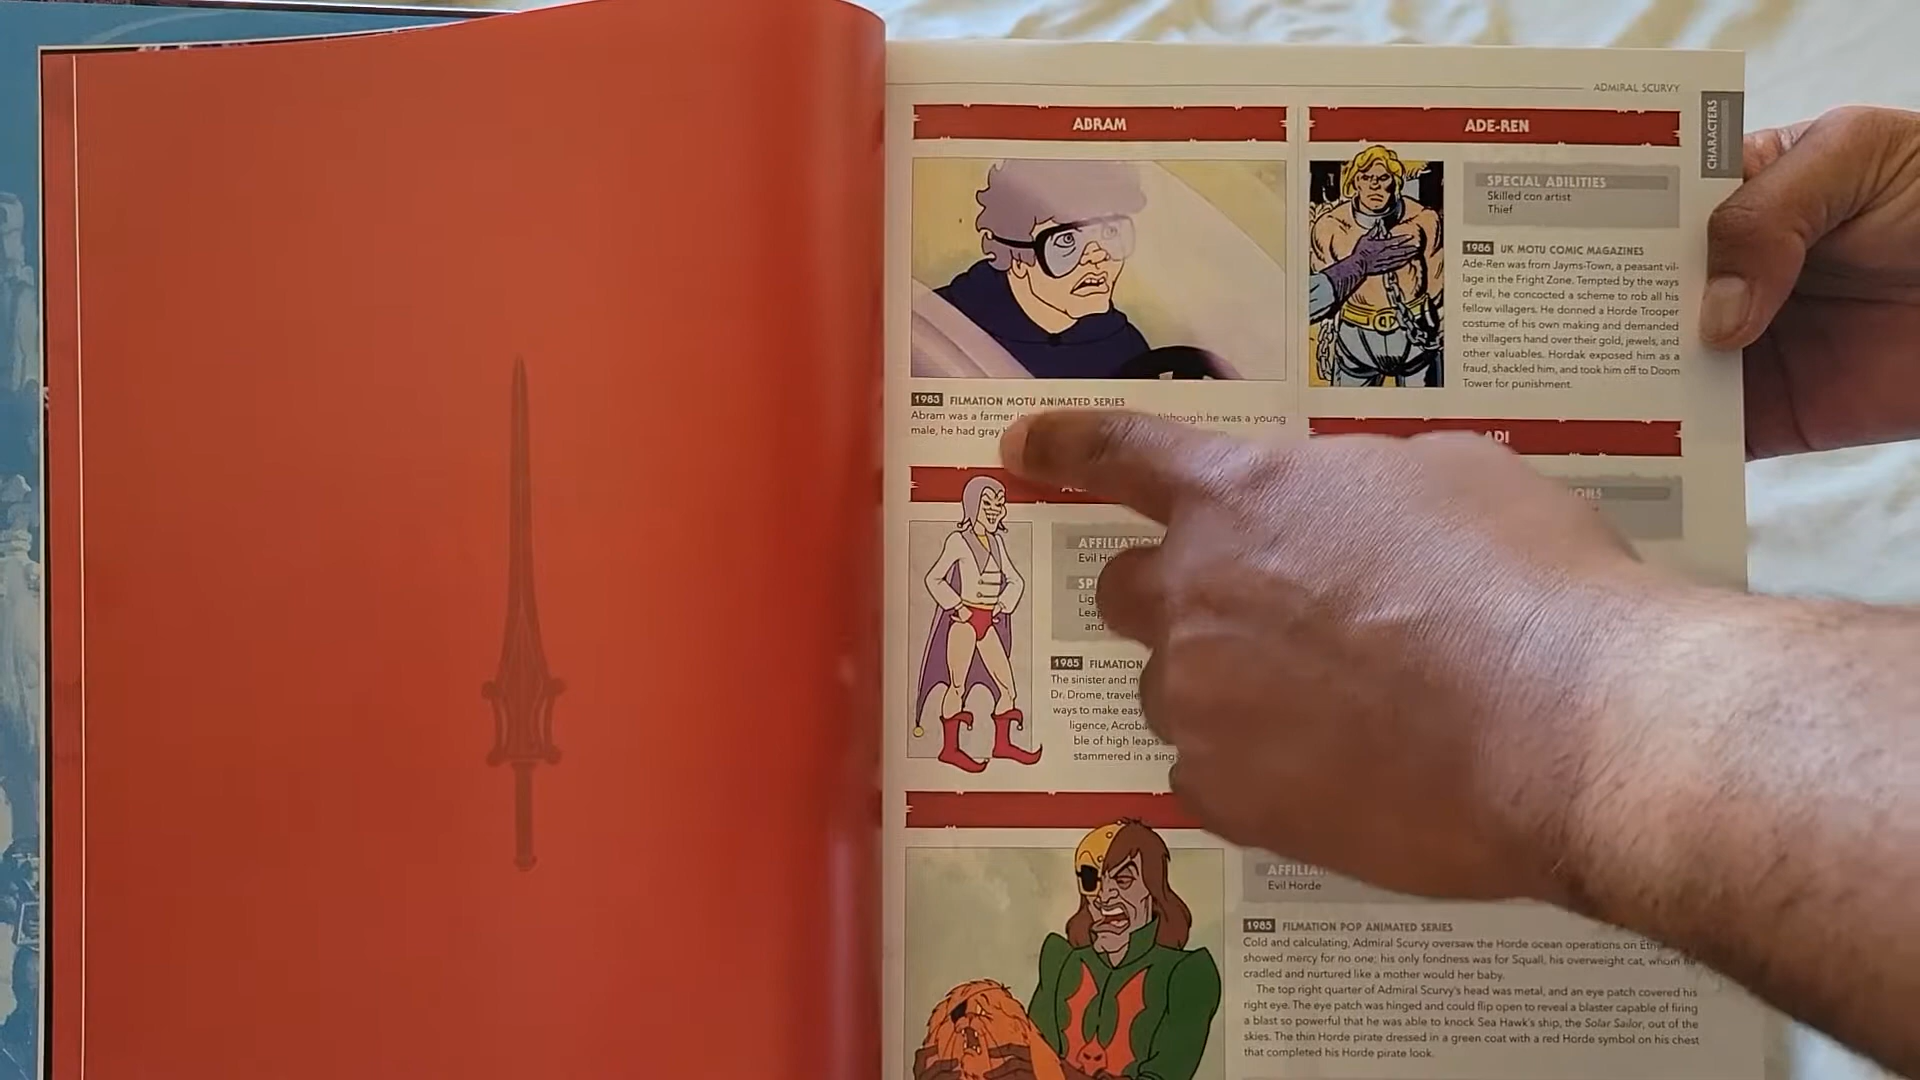 ADMIRAL SCURVY
CHARACTERS
ABRAM
1983 FILMATION MOTU ANIMATED SERIES
Abram was a farmer
Although he was a young
male, he had gray
AFFILIATION
Evil
1985 FILMATION
The sinister and
Dr. Drome,
ways to make easy
ble of high leaps
stammered in a
ADE-REN
SPECIAL ABILITIES
Skilled con artist
Thief
1986 UK MOTU COMIC MAGAZINES
Ade-Ren was from Jayms-Town, a peasant vil-
lage in the Fright Zone. Tempted by the ways
of evil, he concocted a scheme to rob all his
fellow villagers. He donned a Horde Trooper
costume of his own making and demanded
the villagers hand over their gold, jewels, and
other valuables. Hordak exposed him as a
fraud, shackled him, and took him off to Doom
Tower for punishment.
ADI
Evil Horde
1985 FILMATION POP ANIMATED SERIES
Cold and calculating, Admiral Scurvy oversaw the Horde ocean operations on
showed mercy for no one; his only fondness was for Squall, his overweight cat, whom he
cradled and nurtured like a mother would her baby.
The top right quarter of Admiral Scurvy's head was metal, and an eye patch covered his
right eye. The eye patch was hinged and could flip open to reveal a blaster capable of firing
a blast so powerful that he was able to knock Sea Hawk's ship, the Solar Sailor, out of the
skies. The thin Horde pirate dressed in a green coat with a red Horde symbol on his chest
that completed his Horde pirate look.